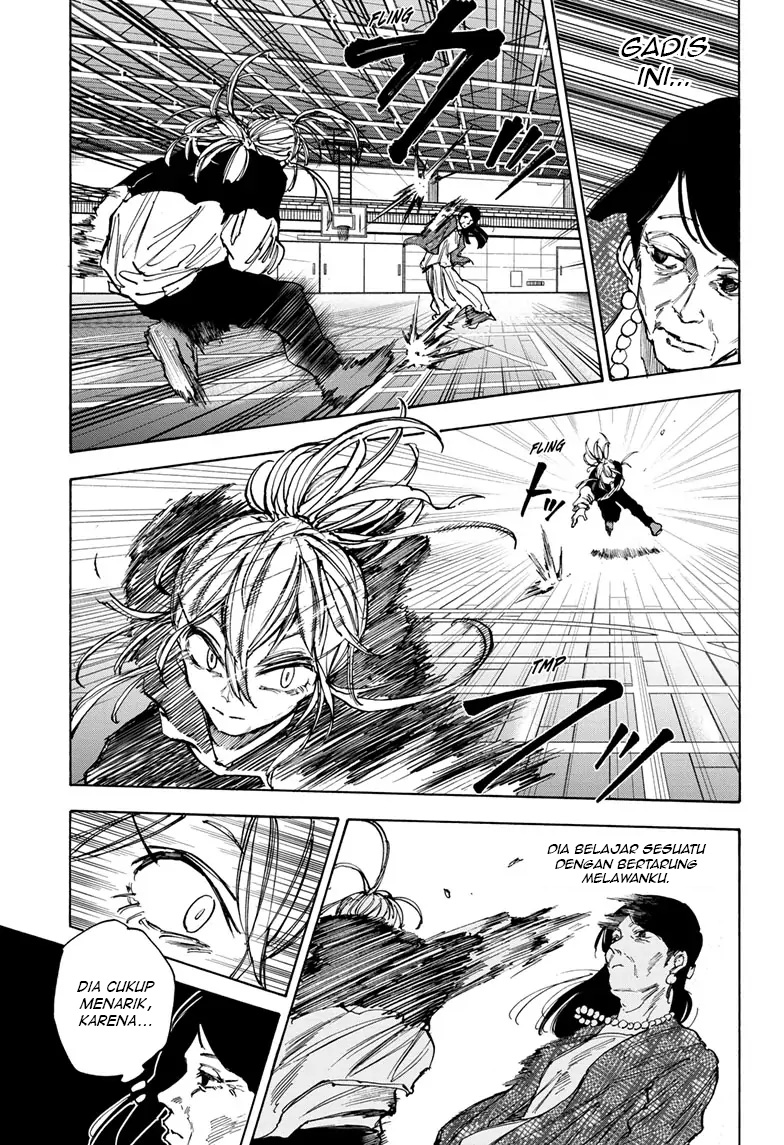 GADIS
INI...
FLING
カッ
FLING
トッ
TMP
フッ
DIA BELAJAR SESUATU
DENGAN BERTARUNG
MELAWANKU.
DIA CUKUP
MENARIK,
KARENA...